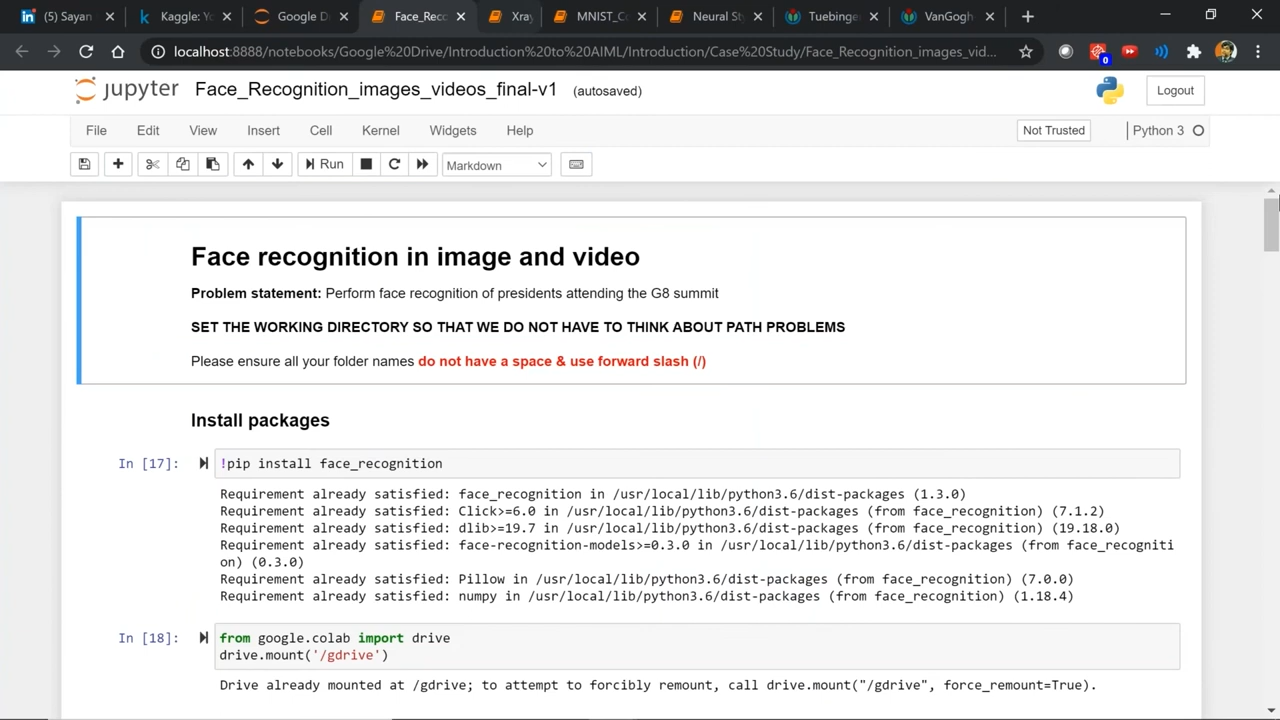 (5) Sayan
Kaggle: Yo
Google D
Face_Reco
Xray
MNIST_Co
Neural Sty
Tuebingen
VanGogh
localhost:8888/notebooks/Google%20Drive/Introduction%20to%20AIML/Introduction/Case%20Study/Face_Recognition_images_vid...
0
jupyter Face_Recognition_images_videos_final-v1 (autosaved)
Logout
File Edit View Insert Cell Kernel Widgets Help
Not Trusted
Python 3
Run
Markdown
Face recognition in image and video
Problem statement: Perform face recognition of presidents attending the G8 summit
SET THE WORKING DIRECTORY SO THAT WE DO NOT HAVE TO THINK ABOUT PATH PROBLEMS
Please ensure all your folder names do not have a space & use forward slash (/)
Install packages
In [17]: !pip install face_recognition
Requirement already satisfied: face_recognition in /usr/local/lib/python3.6/dist-packages (1.3.0)
Requirement already satisfied: Click>=6.0 in /usr/local/lib/python3.6/dist-packages (from face_recognition) (7.1.2)
Requirement already satisfied: dlib>=19.7 in /usr/local/lib/python3.6/dist-packages (from face_recognition) (19.18.0)
Requirement already satisfied: face-recognition-models>=0.3.0 in /usr/local/lib/python3.6/dist-packages (from face_recogniti
on) (0.3.0)
Requirement already satisfied: Pillow in /usr/local/lib/python3.6/dist-packages (from face_recognition) (7.0.0)
Requirement already satisfied: numpy in /usr/local/lib/python3.6/dist-packages (from face_recognition) (1.18.4)
In [18]: from google.colab import drive
drive.mount('/gdrive')
Drive already mounted at /gdrive; to attempt to forcibly remount, call drive.mount("/gdrive", force_remount=True).